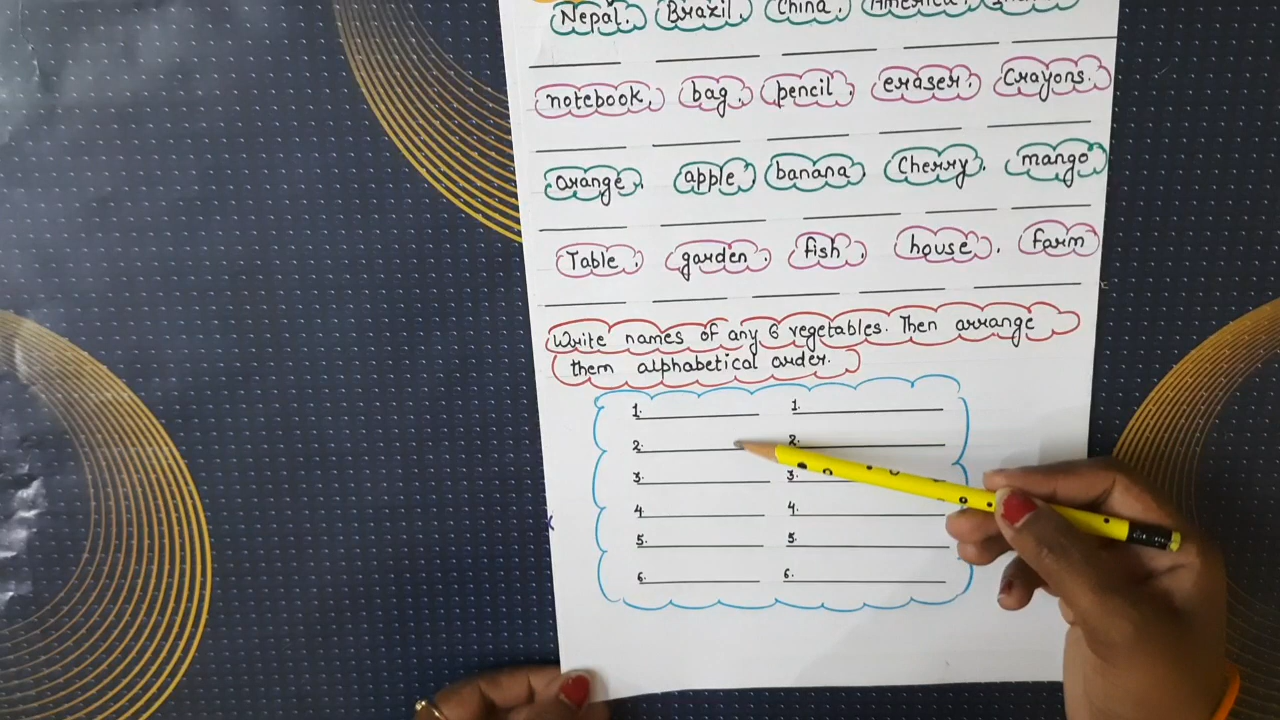 Nepal, Brazil, China, America,
notebook, bag, pencil, eraser, Crayons.
orange, apple, banana Cherry, mango
Table, garden, fish, house, farm
Write names of any 6 vegetables. Then arrange
them alphabetical order.
1. 1.
2. 2.
3. 3.
4. 4.
5. 5.
6. 6.